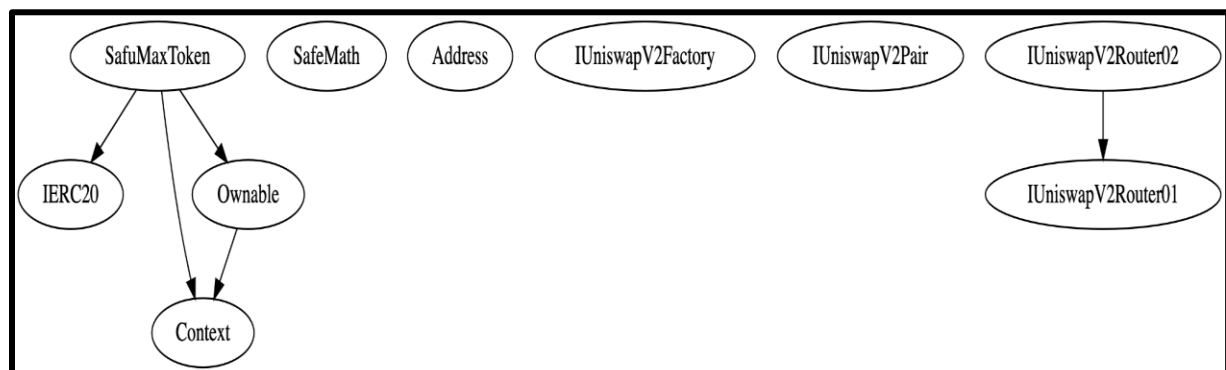 SafuMaxToken SafeMath Address IUniswapV2Factory IUniswapV2Pair IUniswapV2Router02
IERC20 Ownable IUniswapV2Router01
Context